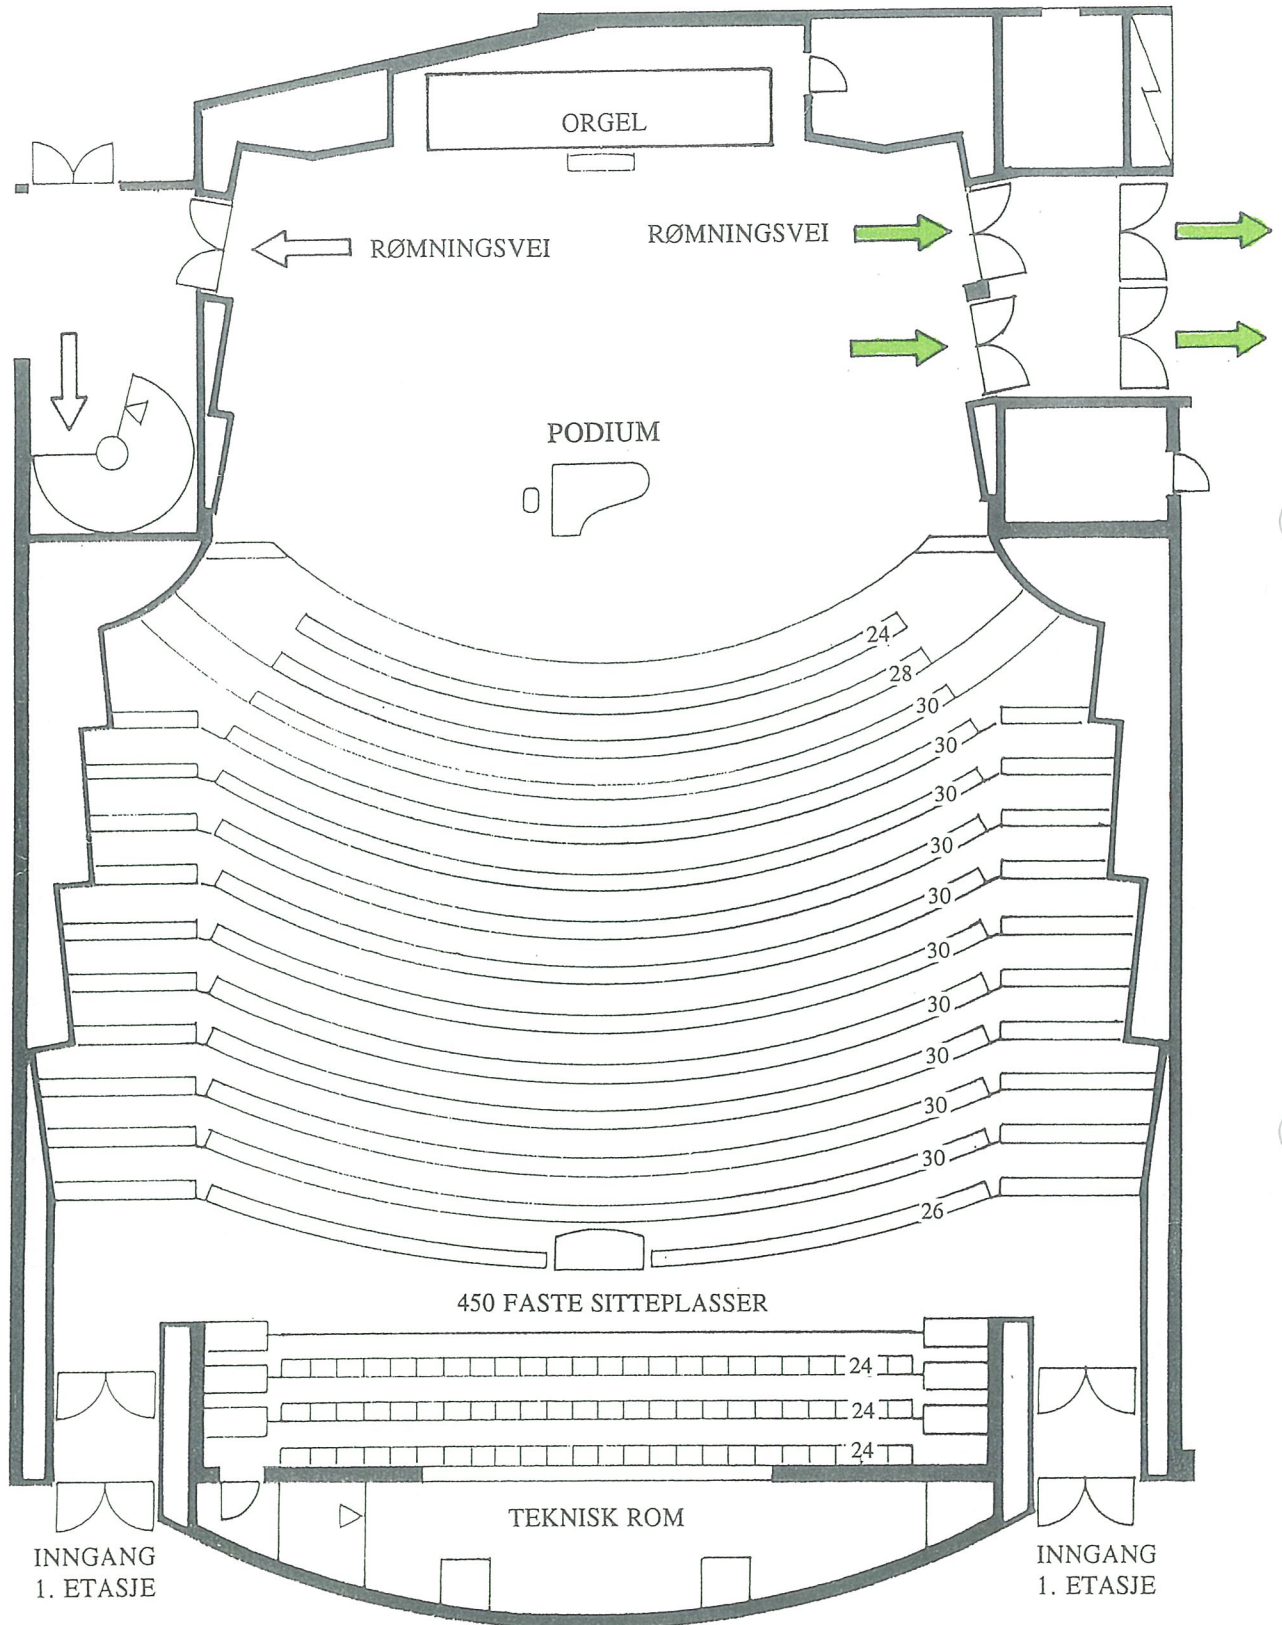 ORGEL
RØMNINGSVEI
RØMNINGSVEI
PODIUM
24
28
30
30
30
30
30
30
30
30
30
30
26
450 FASTE SITTEPLASSER
24
24
24
TEKNISK ROM
INNGANG
1. ETASJE
INNGANG
1. ETASJE